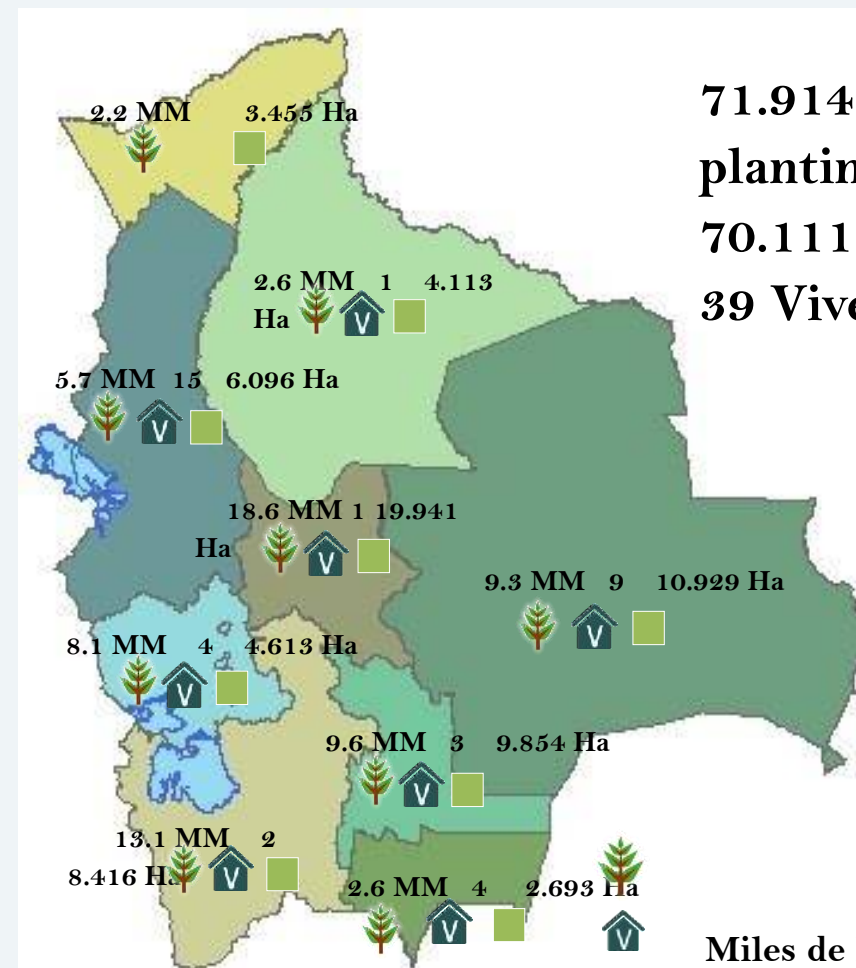 2.2 MM 3.455 Ha
71.914
70.111
39
2.6 MM 1 4.113
Ha
V
5.7 MM 15 6.096 Ha
V
18.6 MM 1 19.941
Ha
V
9.3 MM 9 10.929 Ha
V
8.1 MM 4 4.613 Ha
V
9.6 MM 3 9.854 Ha
V
13.1 MM 2
8.416 Ha
V
2.6 MM 4 2.693 Ha
V
V
Miles de